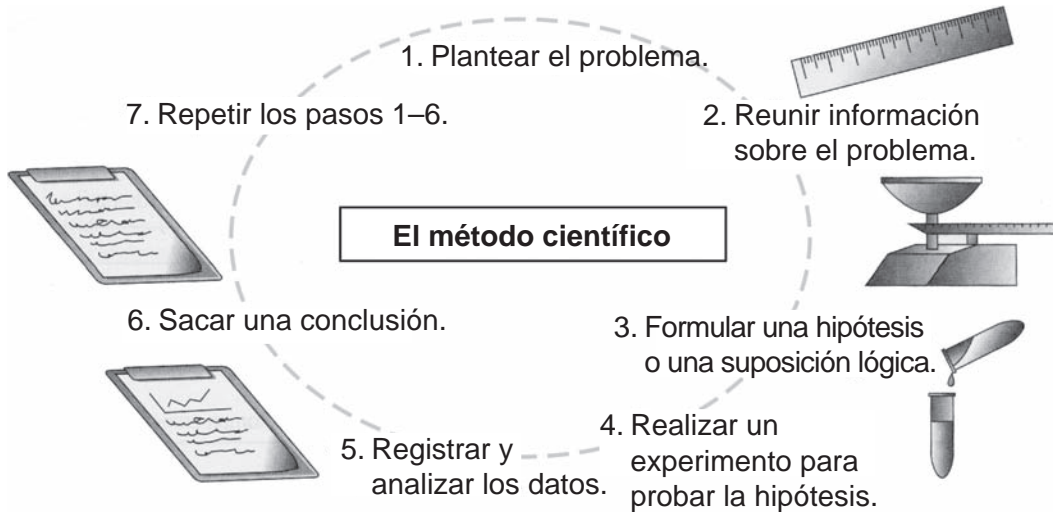 1. Plantear el problema.
2. Reunir información
sobre el problema.
3. Formular una hipótesis
o una suposición lógica.
4. Realizar un
experimento para
probar la hipótesis.
5. Registrar y
analizar los datos.
6. Sacar una conclusión.
7. Repetir los pasos 1–6.
El método científico